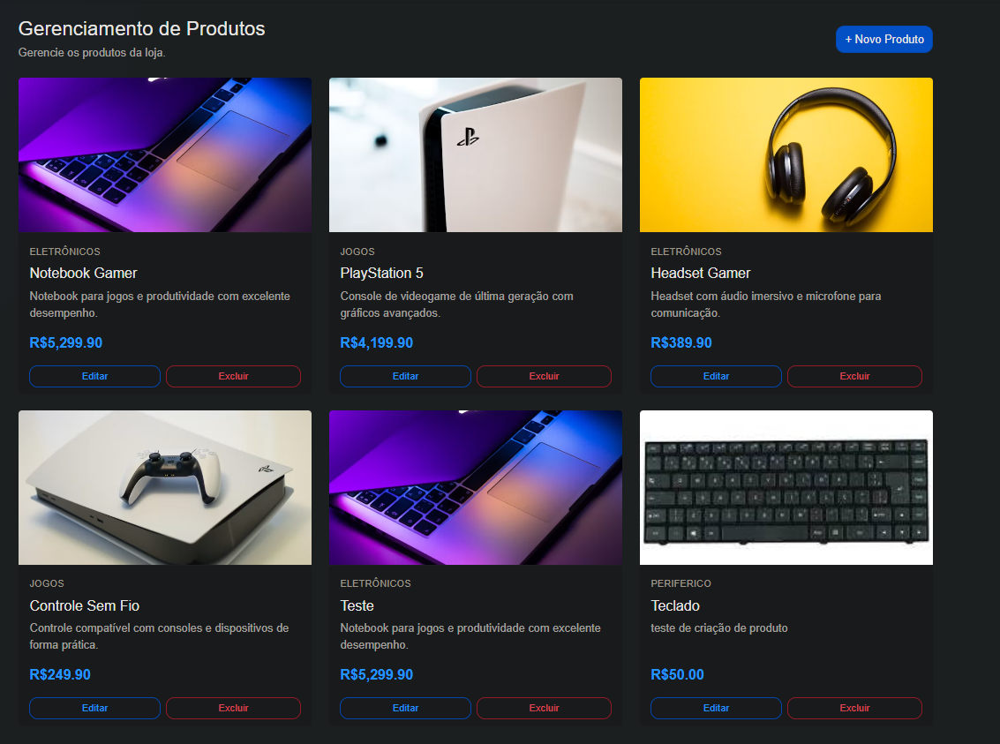 Gerenciamento de Produtos
Gerencie os produtos da loja.
+ Novo Produto
ELETRÔNICOS
Notebook Gamer
Notebook para jogos e produtividade com excelente
desempenho.
R$5,299.90
Editar
Excluir
JOGOS
PlayStation 5
Console de videogame de última geração com
gráficos avançados.
R$4,199.90
Editar
Excluir
ELETRÔNICOS
Headset Gamer
Headset com áudio imersivo e microfone para
comunicação.
R$389.90
Editar
Excluir
JOGOS
Controle Sem Fio
Controle compatível com consoles e dispositivos de
forma prática.
R$249.90
Editar
Excluir
ELETRÔNICOS
Teste
Notebook para jogos e produtividade com excelente
desempenho.
R$5,299.90
Editar
Excluir
PERIFERICO
Teclado
teste de criação de produto
R$50.00
Editar
Excluir